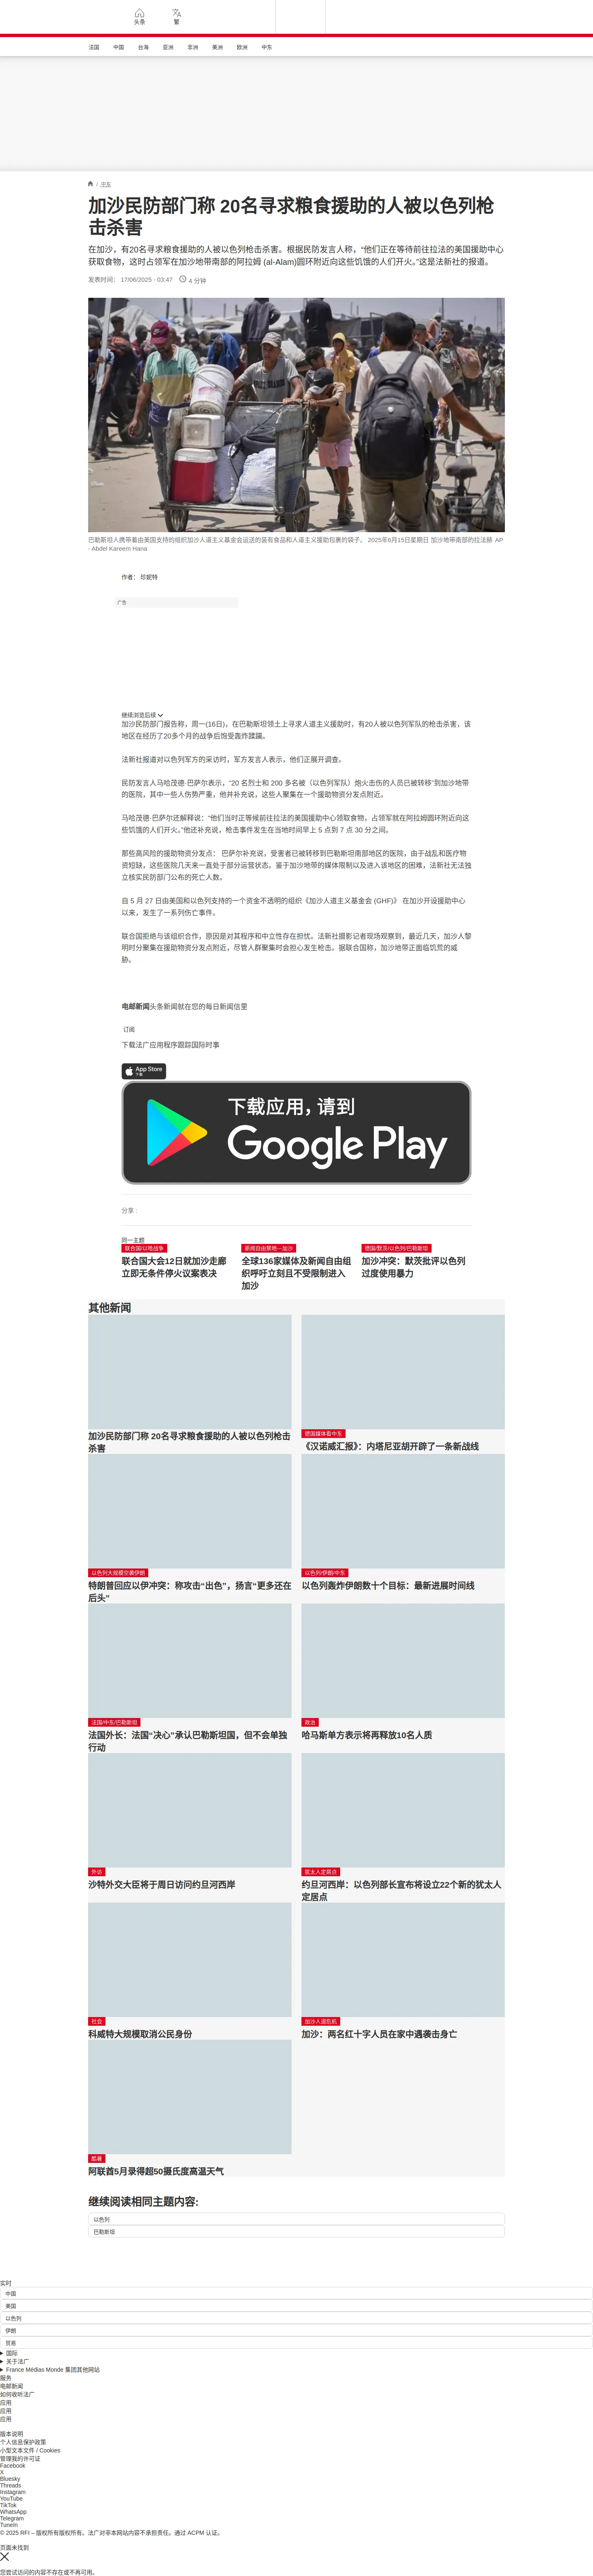 头条
繁
法国 中国 台海 亚洲 非洲 美洲 欧洲 中东
/ 中东
加沙民防部门称 20名寻求粮食援助的人被以色列枪
击杀害
在加沙，有20名寻求粮食援助的人被以色列枪击杀害。根据民防发言人称，“他们正在等待前往拉法的美国援助中心
获取食物，这时占领军在加沙地带南部的阿拉姆 (al-Alam)圆环附近向这些饥饿的人们开火。”这是法新社的报道。
发表时间： 17/06/2025 - 03:47 4 分钟
巴勒斯坦人携带着由美国支持的组织加沙人道主义基金会运送的装有食品和人道主义援助包裹的袋子。 2025年6月15日星期日 加沙地带南部的拉法赫 AP
- Abdel Kareem Hana
作者： 珍妮特
广告
继续浏览后续
加沙民防部门报告称，周一(16日)，在巴勒斯坦领土上寻求人道主义援助时，有20人被以色列军队的枪击杀害，该
地区在经历了20多个月的战争后饱受轰炸蹂躏。
法新社报道对以色列军方的采访时，军方发言人表示，他们正展开调查。
民防发言人马哈茂德·巴萨尔表示，“20 名烈士和 200 多名被（以色列军队）炮火击伤的人员已被转移”到加沙地带
的医院，其中一些人伤势严重，他并补充说，这些人聚集在一个援助物资分发点附近。
马哈茂德·巴萨尔还解释说：“他们当时正等候前往拉法的美国援助中心领取食物，占领军就在阿拉姆圆环附近向这
些饥饿的人们开火。”他还补充说，枪击事件发生在当地时间早上 5 点到 7 点 30 分之间。
那些高风险的援助物资分发点： 巴萨尔补充说，受害者已被转移到巴勒斯坦南部地区的医院，由于战乱和医疗物
资短缺，这些医院几天来一直处于部分运营状态。鉴于加沙地带的媒体限制以及进入该地区的困难，法新社无法独
立核实民防部门公布的死亡人数。
自 5 月 27 日由美国和以色列支持的一个资金不透明的组织《加沙人道主义基金会 (GHF)》 在加沙开设援助中心
以来，发生了一系列伤亡事件。
联合国拒绝与该组织合作，原因是对其程序和中立性存在担忧。法新社摄影记者现场观察到，最近几天，加沙人黎
明时分聚集在援助物资分发点附近，尽管人群聚集时会担心发生枪击。据联合国称，加沙地带正面临饥荒的威
胁。
电邮新闻头条新闻就在您的每日新闻信里
订阅
下载法广应用程序跟踪国际时事
App Store
下载
下载应用，请到
Google Play
分享 :
同一主题
联合国/以哈战争
联合国大会12日就加沙走廊
立即无条件停火议案表决
新闻自由禁地—加沙
全球136家媒体及新闻自由组
织呼吁立刻且不受限制进入
加沙
德国/默茨/以色列/巴勒斯坦
加沙冲突：默茨批评以色列
过度使用暴力
其他新闻
加沙民防部门称 20名寻求粮食援助的人被以色列枪击
杀害
德国媒体看中东
《汉诺威汇报》：内塔尼亚胡开辟了一条新战线
以色列大规模空袭伊朗
特朗普回应以伊冲突：称攻击“出色”，扬言“更多还在
后头”
以色列/伊朗/中东
以色列轰炸伊朗数十个目标：最新进展时间线
法国/中东/巴勒斯坦
法国外长：法国“决心”承认巴勒斯坦国，但不会单独
行动
政治
哈马斯单方表示将再释放10名人质
外访
沙特外交大臣将于周日访问约旦河西岸
犹太人定居点
约旦河西岸：以色列部长宣布将设立22个新的犹太人
定居点
社会
科威特大规模取消公民身份
加沙人道危机
加沙：两名红十字人员在家中遇袭击身亡
酷暑
阿联酋5月录得超50摄氏度高温天气
继续阅读相同主题内容:
以色列
巴勒斯坦
实时
中国
美国
以色列
伊朗
贸易
国际
关于法广
France Médias Monde 集团其他网站
服务
电邮新闻
如何收听法广
应用
应用
应用
版本说明
个人信息保护政策
小型文本文件 / Cookies
管理我的许可证
Facebook
X
Bluesky
Threads
Instagram
YouTube
TikTok
WhatsApp
Telegram
TuneIn
© 2025 RFI – 版权所有版权所有。法广对非本网站内容不承担责任。通过 ACPM 认证。
页面未找到
您尝试访问的内容不存在或不再可用。